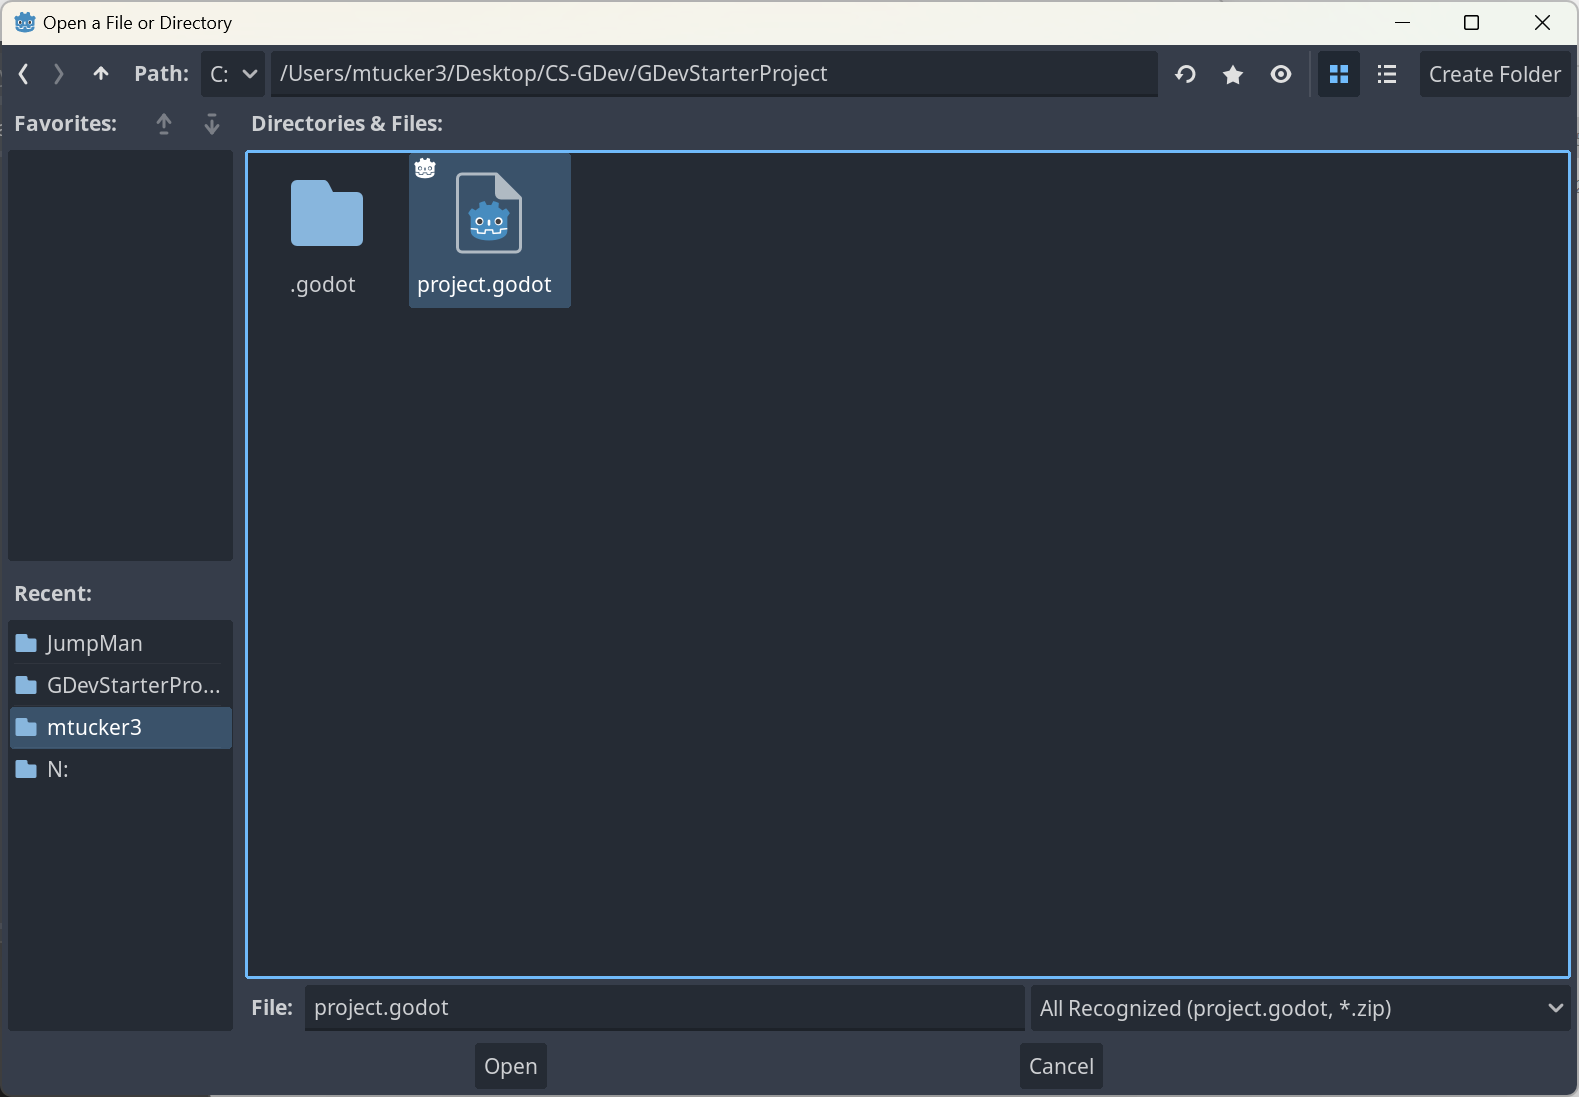 Open a File or Directory
Path: C: /Users/mtucker3/Desktop/CS-GDev/GDevStarterProject Create Folder
Favorites: Directories & Files:
.godot project.godot
Recent:
JumpMan
GDevStarterPro...
mtucker3
N:
File: project.godot All Recognized (project.godot, *.zip)
Open Cancel